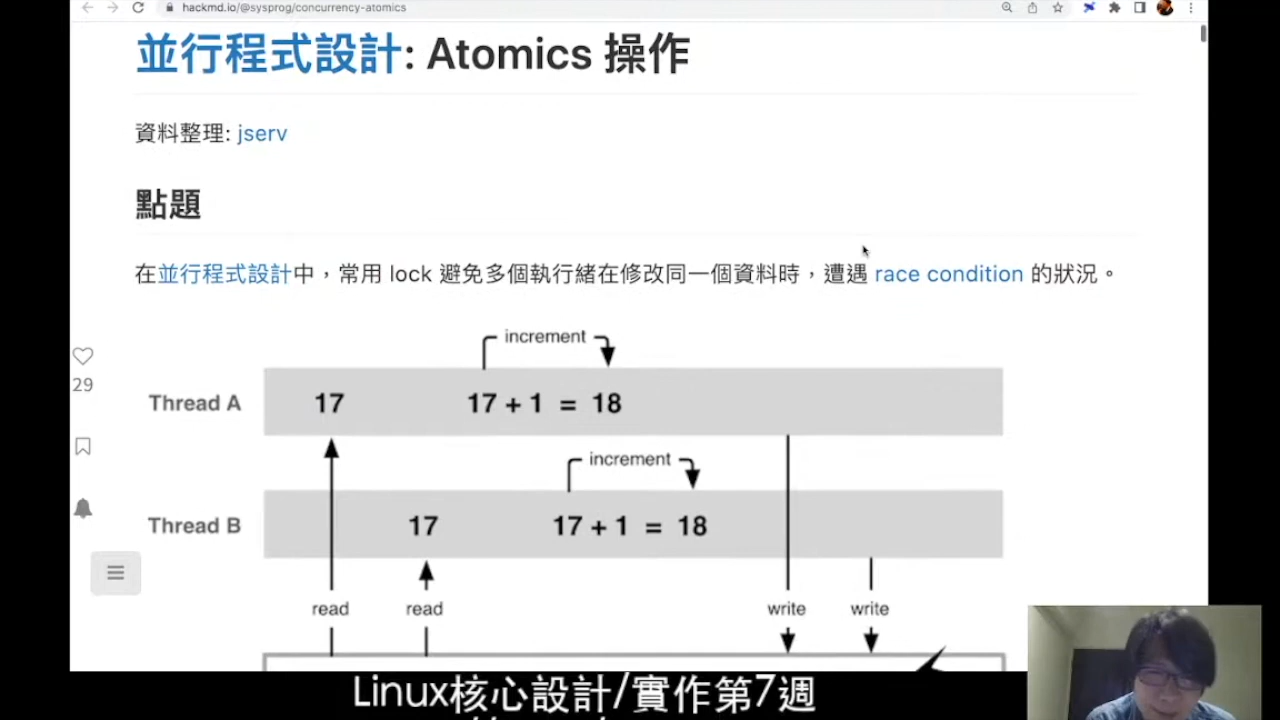 hackmd.io/@sysprog/concurrency-atomics
並行程式設計: Atomics 操作
資料整理: jserv
點題
在並行程式設計中，常用 lock 避免多個執行緒在修改同一個資料時，遭遇 race condition 的狀況。
increment
29
Thread A 17 17 + 1 = 18
increment
Thread B 17 17 + 1 = 18
read read write write
Linux核心設計/實作第7週